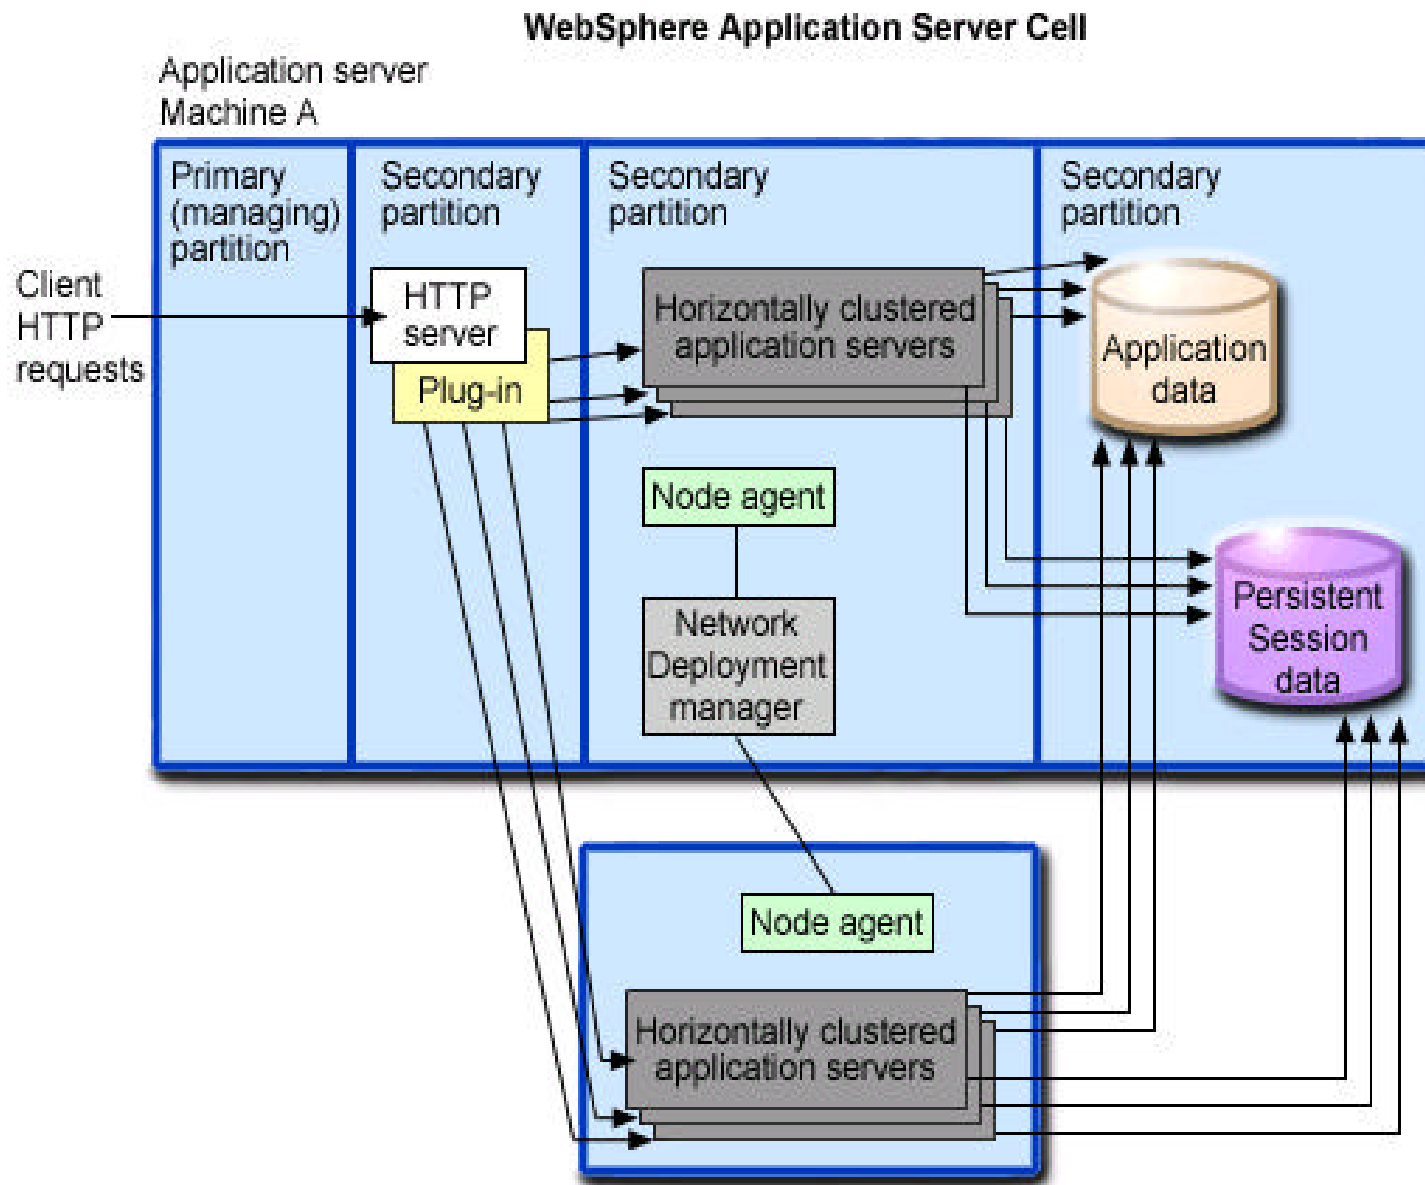 WebSphere Application Server Cell
Application server
Machine A
Primary
(managing)
partition
Secondary
partition
Secondary
partition
Secondary
partition
Client
HTTP
requests
HTTP
server
Plug-in
Horizontally clustered
application servers
Application
data
Node agent
Network
Deployment
manager
Persistent
Session
data
Node agent
Horizontally clustered
application servers